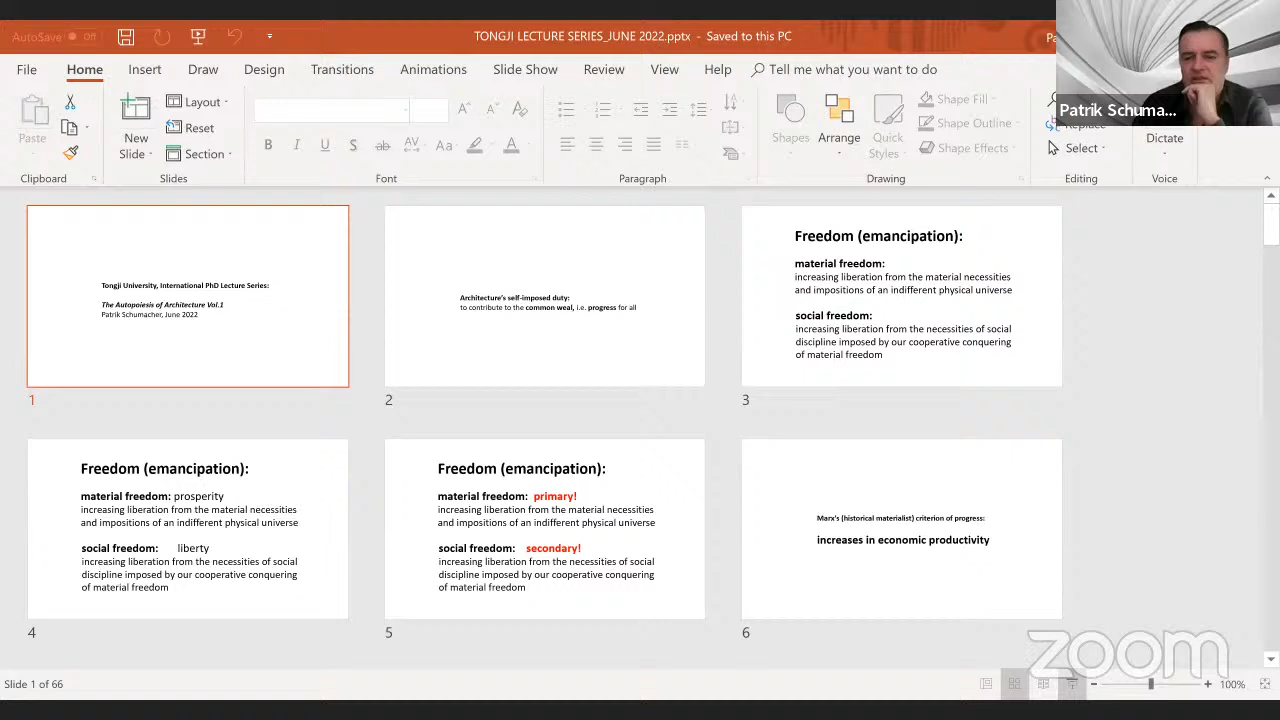 AutoSave Off
TONGJI LECTURE SERIES_JUNE 2022.pptx - Saved to this PC
Pa
File Home Insert Draw Design Transitions Animations Slide Show Review View Help Tell me what you want to do
Patrik Schuma...
Paste
New
Slide
Layout
Reset
Section
B I U S ab AV Aa A
Shapes
Arrange
Quick
Styles
Shape Fill
Shape Outline
Shape Effects
Replace
Select
Dictate
Clipboard Slides Font Paragraph Drawing Editing Voice
Tongji University, International PhD Lecture Series:
The Autopoiesis of Architecture Vol.1
Patrik Schumacher, June 2022
1
Architecture's self-imposed duty:
to contribute to the common weal, i.e. progress for all
2
Freedom (emancipation):
material freedom:
increasing liberation from the material necessities
and impositions of an indifferent physical universe
social freedom:
increasing liberation from the necessities of social
discipline imposed by our cooperative conquering
of material freedom
3
Freedom (emancipation):
material freedom: prosperity
increasing liberation from the material necessities
and impositions of an indifferent physical universe
social freedom: liberty
increasing liberation from the necessities of social
discipline imposed by our cooperative conquering
of material freedom
4
Freedom (emancipation):
material freedom: primary!
increasing liberation from the material necessities
and impositions of an indifferent physical universe
social freedom: secondary!
increasing liberation from the necessities of social
discipline imposed by our cooperative conquering
of material freedom
5
Marx's (historical materialist) criterion of progress:
increases in economic productivity
6
zoom
Slide 1 of 66
100%